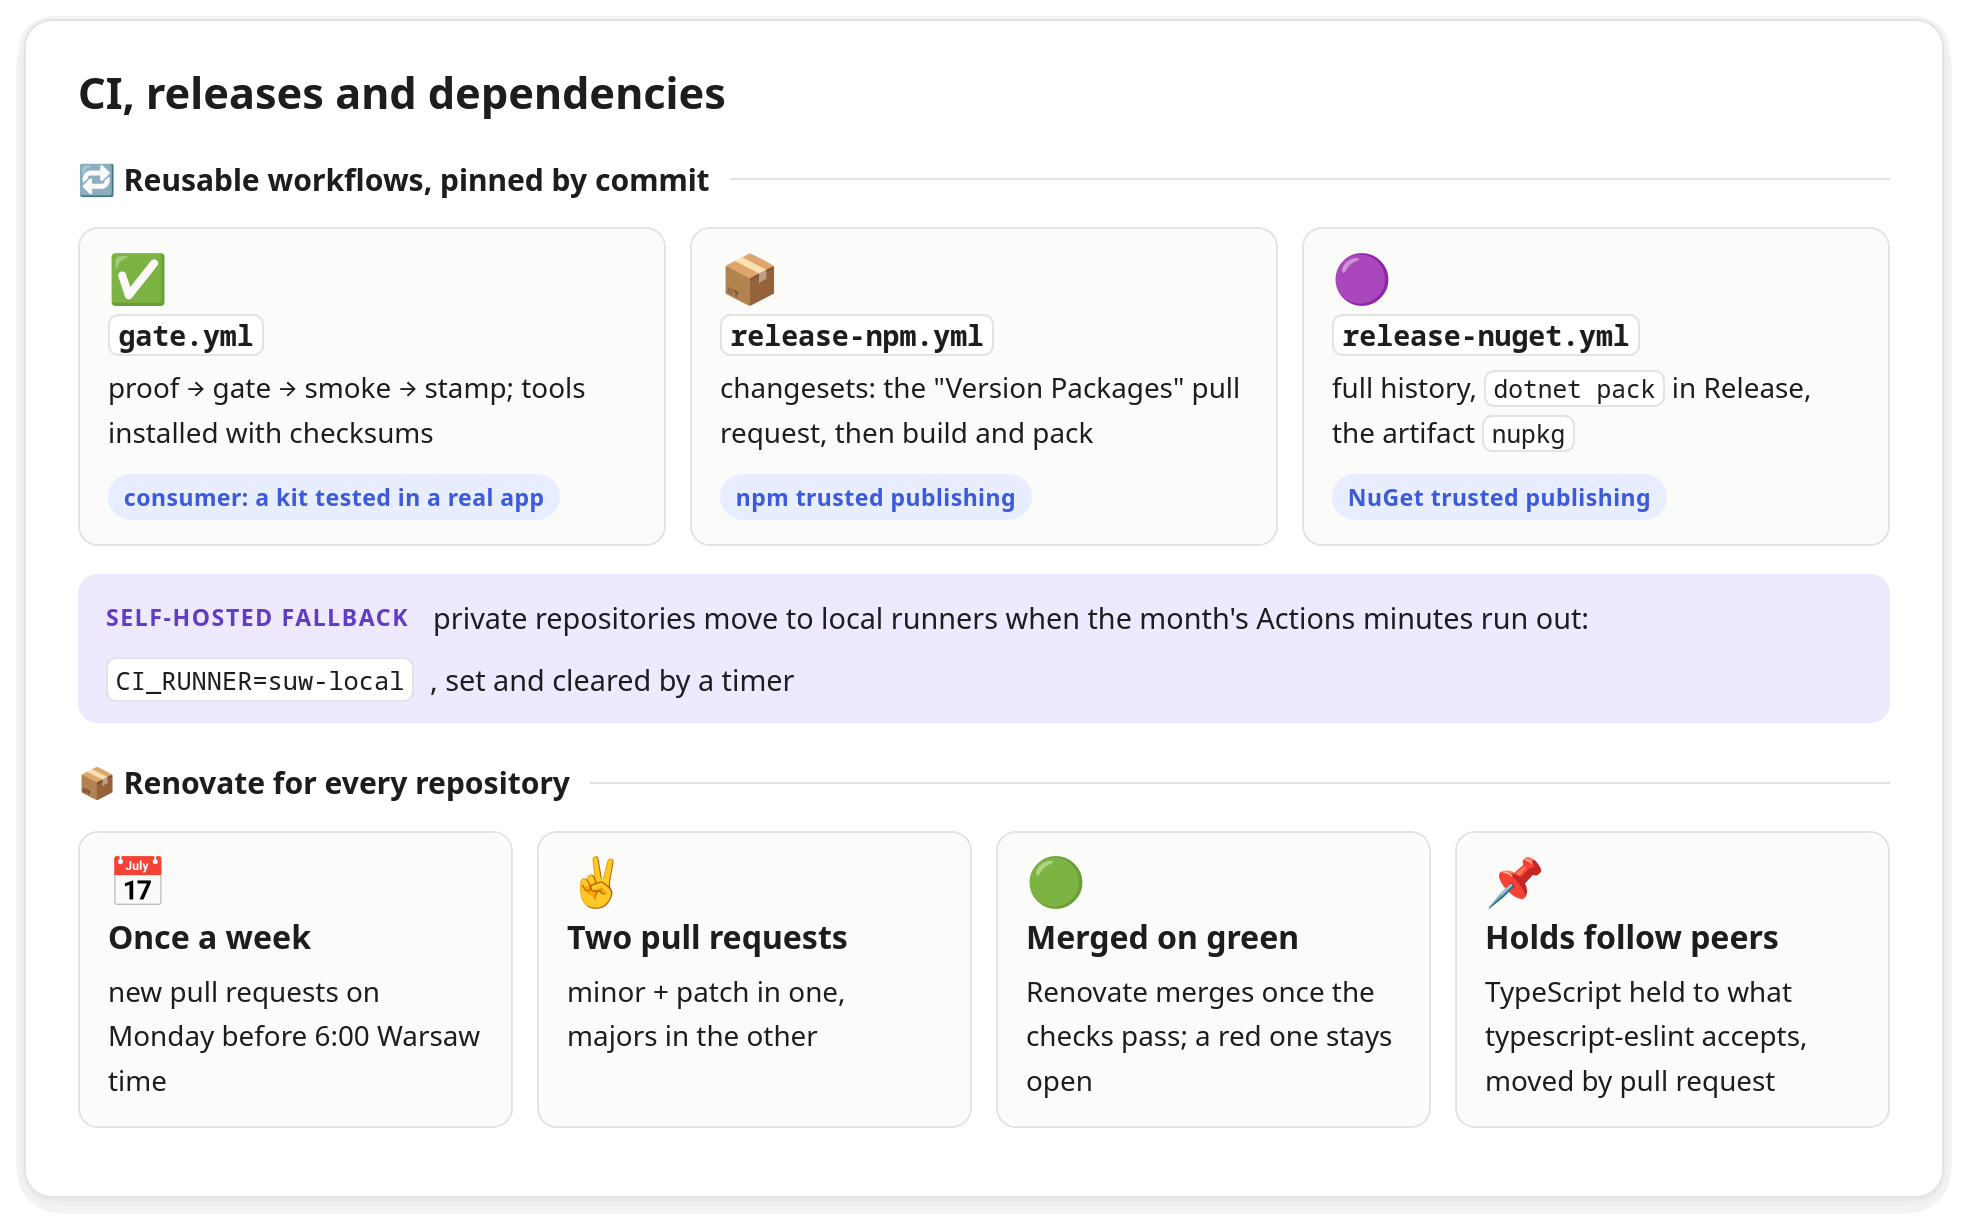 CI, releases and dependencies
Reusable workflows, pinned by commit
gate.yml
proof → gate → smoke → stamp; tools
installed with checksums
consumer: a kit tested in a real app
release-npm.yml
changesets: the "Version Packages" pull
request, then build and pack
npm trusted publishing
release-nuget.yml
full history, dotnet pack in Release,
the artifact nupkg
NuGet trusted publishing
SELF-HOSTED FALLBACK private repositories move to local runners when the month's Actions minutes run out:
CI_RUNNER=suw-local , set and cleared by a timer
Renovate for every repository
July
17
Once a week
new pull requests on
Monday before 6:00 Warsaw
time
Two pull requests
minor + patch in one,
majors in the other
Merged on green
Renovate merges once the
checks pass; a red one stays
open
Holds follow peers
TypeScript held to what
typescript-eslint accepts,
moved by pull request